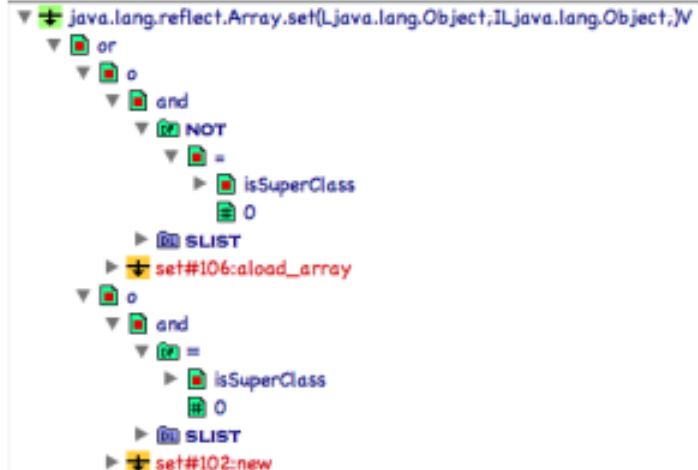 java.lang.reflect.Array.set(Ljava.lang.Object;ILjava.lang.Object;)V
or
o
and
NOT
=
isSuperClass
0
SLIST
set#106:aload_array
o
and
=
isSuperClass
0
SLIST
set#102:new